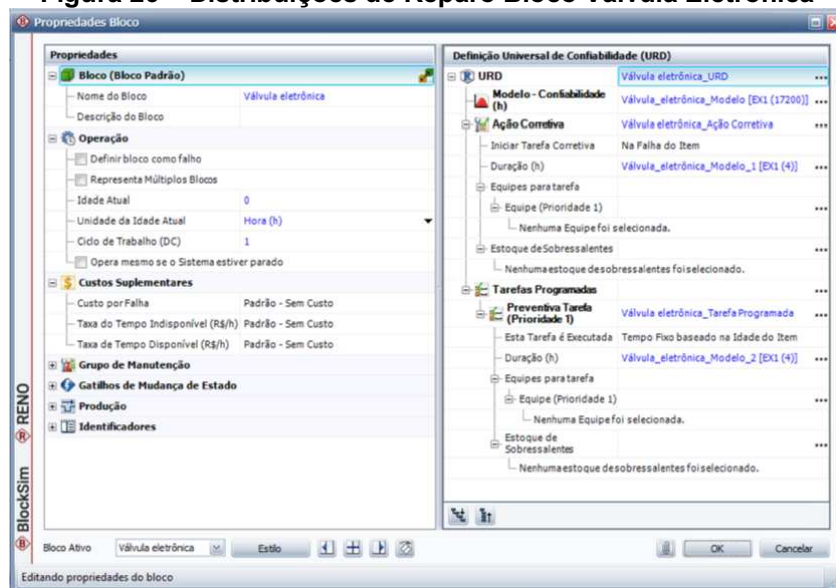 Figura 20 – Distribuições de Reparo Bloco Válvula Eletrônica
Propriedades Bloco
Propriedades
Bloco (Bloco Padrão)
Nome do Bloco Válvula eletrônica
Descrição do Bloco
Operação
Definir bloco como falho
Representa Múltiplos Blocos
Idade Atual 0
Unidade da Idade Atual Hora (h)
Ciclo de Trabalho (DC) 1
Opera mesmo se o Sistema estiver parado
Custos Suplementares
Custo por Falha Padrão - Sem Custo
Taxa do Tempo Indisponível (R$/h) Padrão - Sem Custo
Taxa de Tempo Disponível (R$/h) Padrão - Sem Custo
Grupo de Manutenção
Gatilhos de Mudança de Estado
Produção
Identificadores
Definição Universal de Confiabilidade (URD)
URD Válvula eletrônica_URD ...
Modelo - Confiabilidade (h) Válvula_eletrônica_Modelo [EX1 (17200)] ...
Ação Corretiva Válvula eletrônica_Ação Corretiva ...
Iniciar Tarefa Corretiva Na Falha do Item
Duração (h) Válvula_eletrônica_Modelo_1 [EX1 (4)] ...
Equipes para tarefa
Equipe (Prioridade 1) ...
Nenhuma Equipe foi selecionada.
Estoque de Sobressalentes ...
Nenhuma estoque de sobressalentes foi selecionado.
Tarefas Programadas ...
Preventiva Tarefa (Prioridade 1) Válvula eletrônica_Tarefa Programada ...
Esta Tarefa é Executada Tempo Fixo baseado na Idade do Item
Duração (h) Válvula_eletrônica_Modelo_2 [EX1 (4)] ...
Equipes para tarefa
Equipe (Prioridade 1) ...
Nenhuma Equipe foi selecionada.
Estoque de
Sobressalentes ...
Nenhuma estoque de sobressalentes foi selecionado.
BlockSim RENO
Bloco Ativo Válvula eletrônica Estilo OK Cancelar
Editando propriedades do bloco